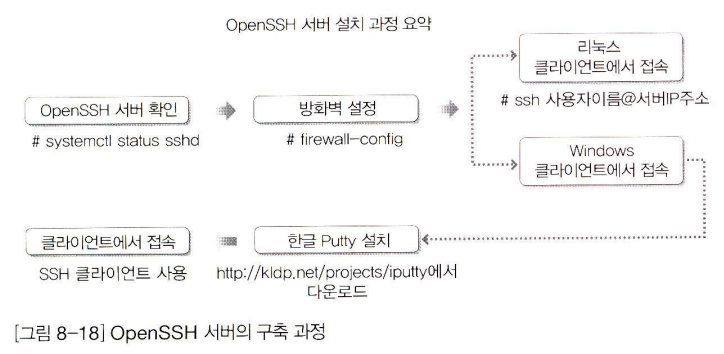 OpenSSH 서버 설치 과정 요약
OpenSSH 서버 확인
# systemctl status sshd
방화벽 설정
# firewall-config
리눅스
클라이언트에서 접속
# ssh 사용자이름@서버IP주소
Windows
클라이언트에서 접속
한글 Putty 설치
http://kldp.net/projects/iputty에서
다운로드
클라이언트에서 접속
SSH 클라이언트 사용
[그림 8-18] OpenSSH 서버의 구축 과정